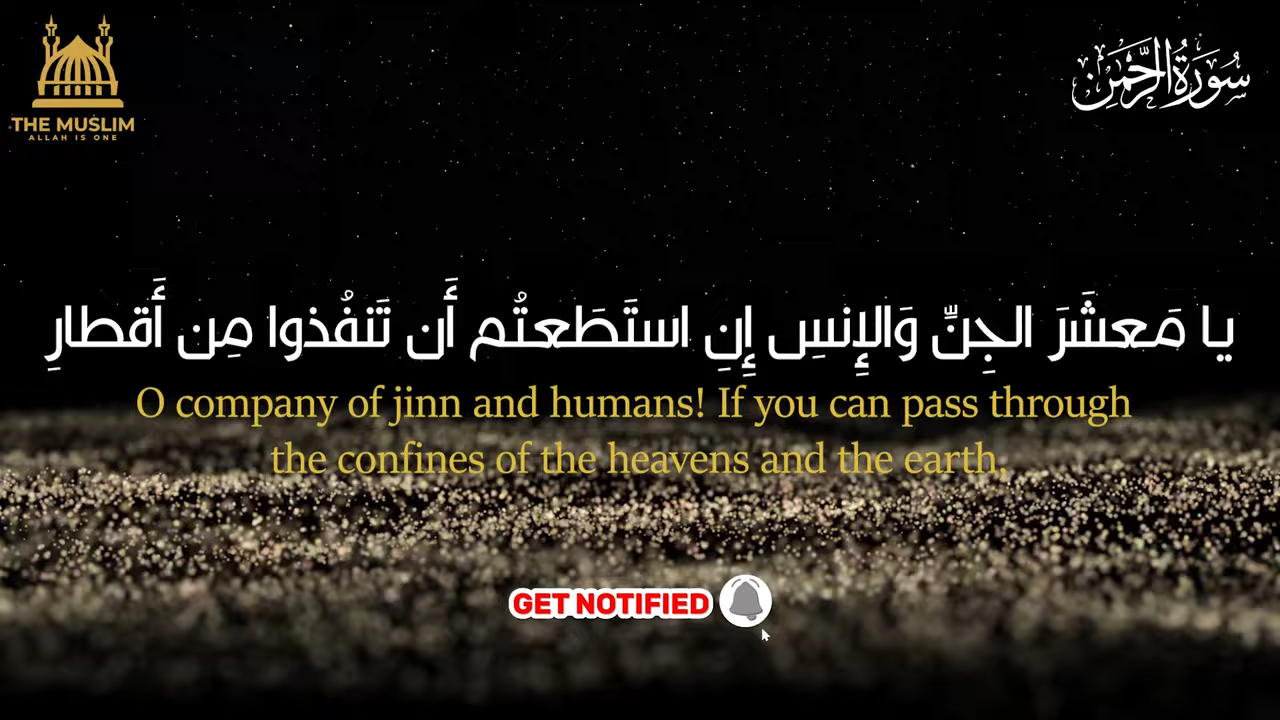 THE MUSLIM
ALLAH IS ONE
سُورَةُ الرَّحْمَٰن
يا مَعشَرَ الجِنِّ وَالإِنسِ إِنِ استَطَعتُم أَن تَنفُذوا مِن أَقطارِ
O company of jinn and humans! If you can pass through
the confines of the heavens and the earth,
GET NOTIFIED